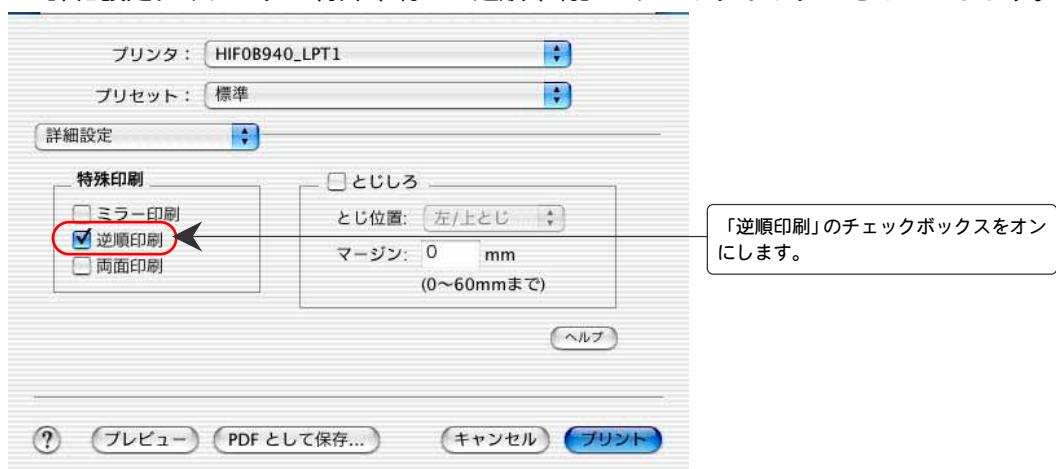 プリンタ： HIF0B940_LPT1
プリセット： 標準
詳細設定
特殊印刷
ミラー印刷
逆順印刷
両面印刷
とじしろ
とじ位置: 左/上とじ
マージン: 0 mm
(0〜60mmまで)
「逆順印刷」のチェックボックスをオン
にします。
ヘルプ
? プレビュー PDF として保存... キャンセル プリント